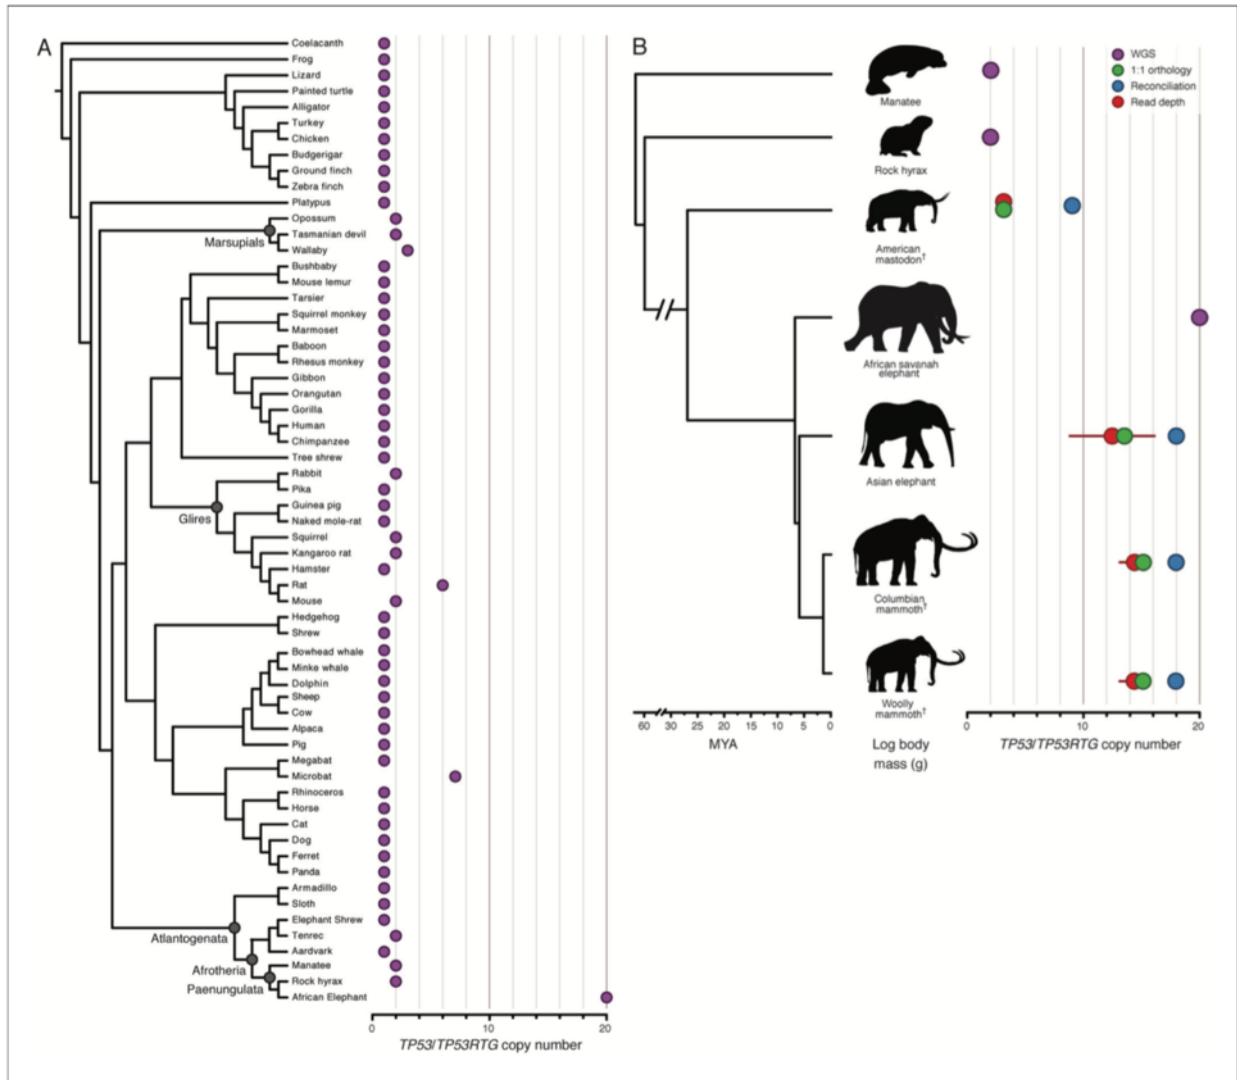 A
Coelacanth
Frog
Lizard
Painted turtle
Alligator
Turkey
Chicken
Budgerigar
Ground finch
Zebra finch
Platypus
Opossum
Marsupials
Tasmanian devil
Wallaby
Bushbaby
Mouse lemur
Tarsier
Squirrel monkey
Marmoset
Baboon
Rhesus monkey
Gibbon
Orangutan
Gorilla
Human
Chimpanzee
Tree shrew
Rabbit
Pika
Guinea pig
Glires
Naked mole-rat
Squirrel
Kangaroo rat
Hamster
Rat
Mouse
Hedgehog
Shrew
Bowhead whale
Minke whale
Dolphin
Sheep
Cow
Alpaca
Pig
Megabat
Microbat
Rhinoceros
Horse
Cat
Dog
Ferret
Panda
Armadillo
Sloth
Elephant Shrew
Atlantogenata
Tenrec
Aardvark
Manatee
Afrotheria
Rock hyrax
Paenungulata
African Elephant
0 10 20
TP53/TP53RTG copy number
B
WGS
1:1 orthology
Reconciliation
Read depth
Manatee
Rock hyrax
American
mastodon†
African savanah
elephant
Asian elephant
Columbian
mammoth†
Woolly
mammoth†
60 30 25 20 15 10 5 0
MYA
Log body
mass (g)
0 10 20
TP53/TP53RTG copy number